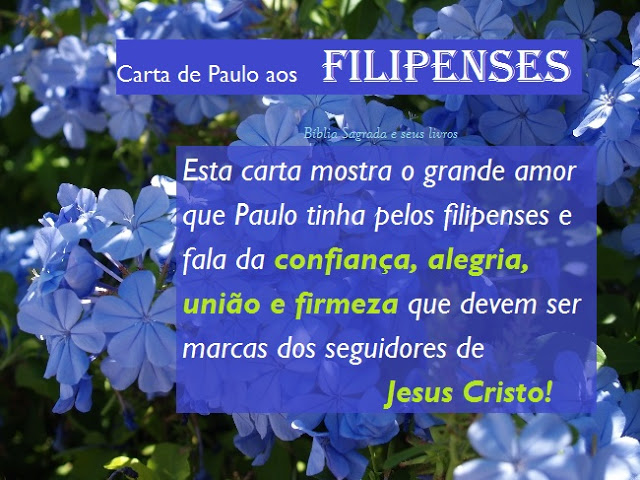 Carta de Paulo aos FILIPENSES
Bíblia Sagrada e seus livros
Esta carta mostra o grande amor
que Paulo tinha pelos filipenses e
fala da confiança, alegria,
união e firmeza que devem ser
marcas dos seguidores de
Jesus Cristo!